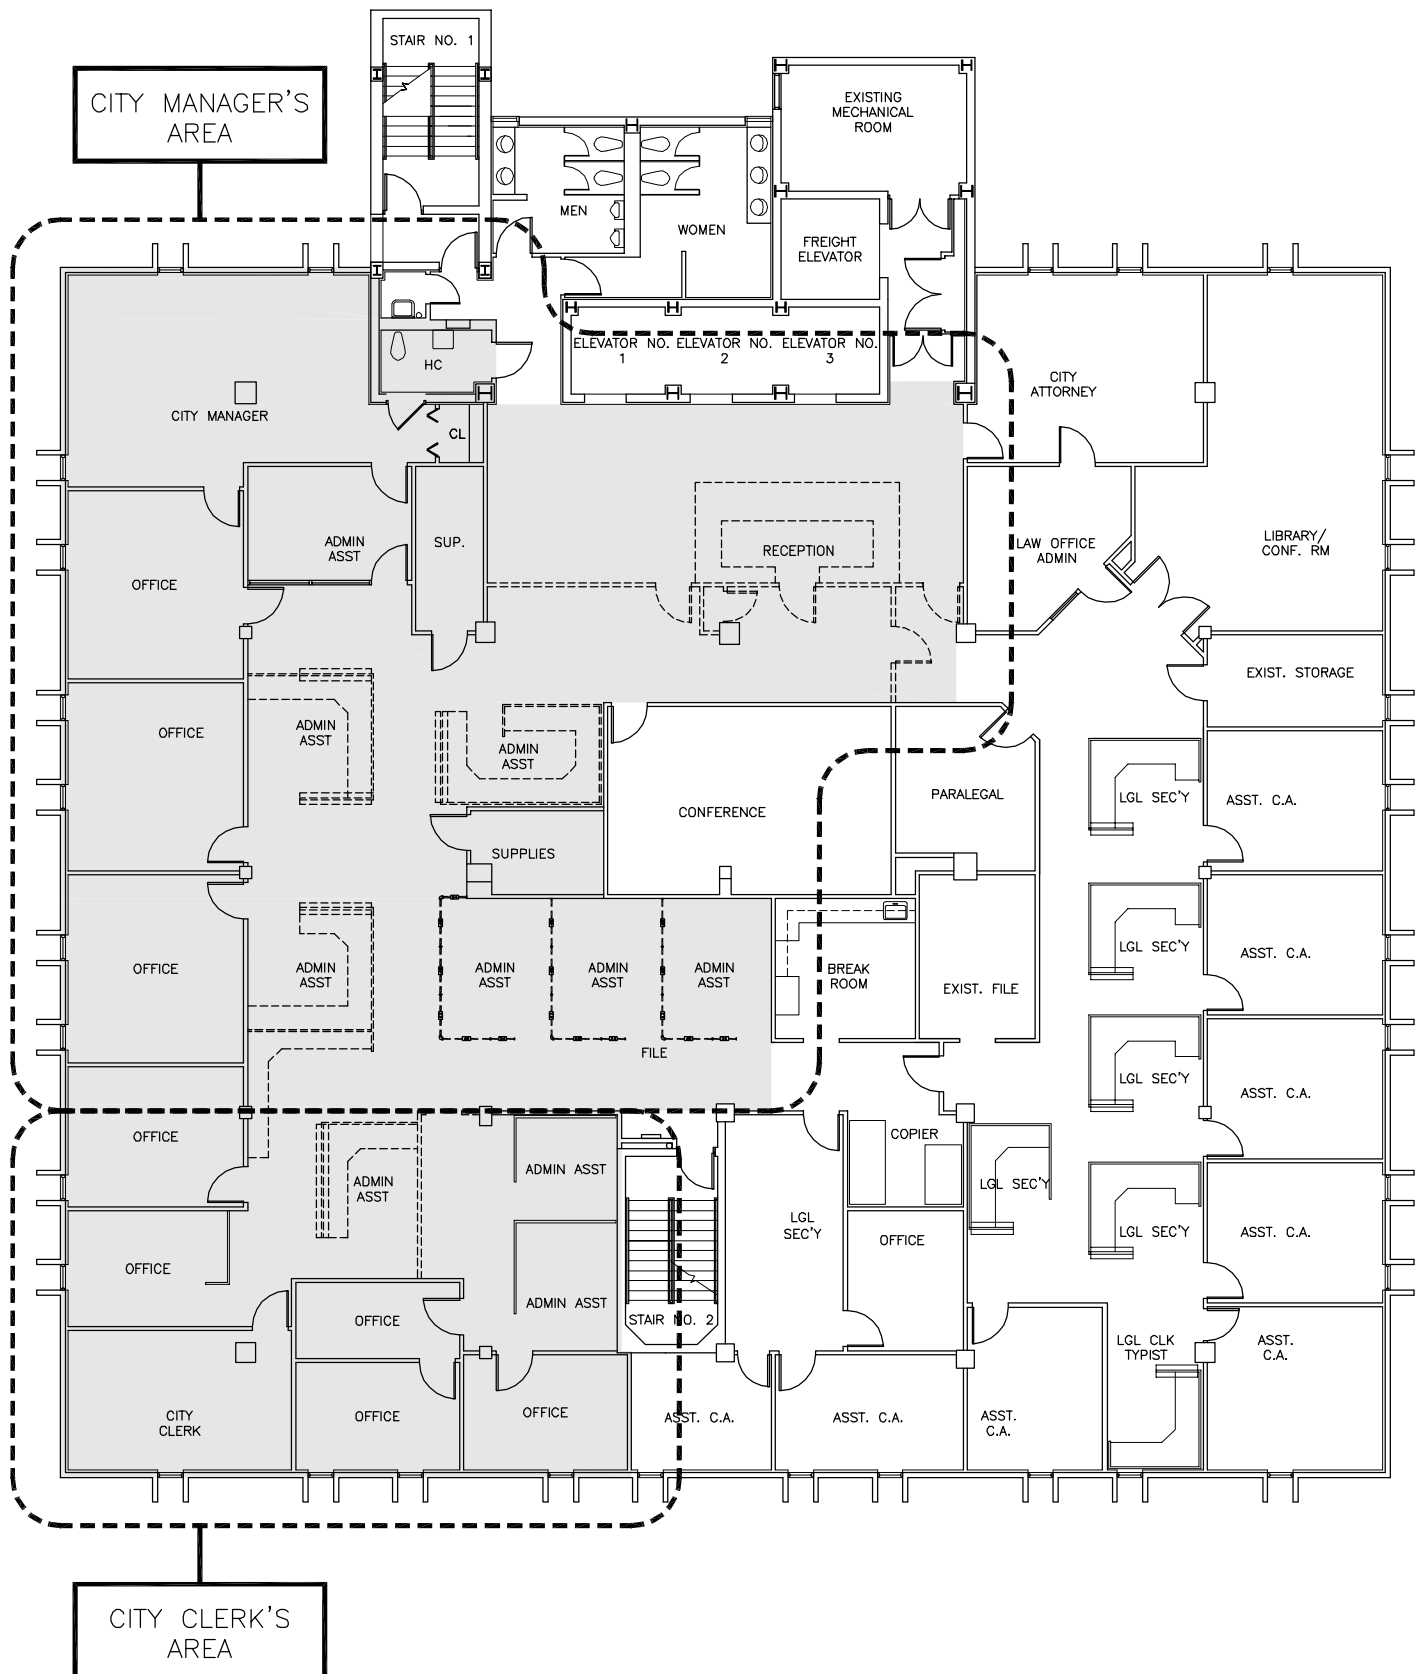 STAIR NO. 1
CITY MANAGER'S
AREA
EXISTING
MECHANICAL
ROOM
MEN
WOMEN
FREIGHT
ELEVATOR
ELEVATOR NO.
1
ELEVATOR NO.
2
ELEVATOR NO.
3
HC
CITY
ATTORNEY
CITY MANAGER
CL
ADMIN
ASST
SUP.
RECEPTION
LAW OFFICE
ADMIN
LIBRARY/
CONF. RM
OFFICE
EXIST. STORAGE
OFFICE
ADMIN
ASST
ADMIN
ASST
CONFERENCE
PARALEGAL
LGL SEC'Y
ASST. C.A.
SUPPLIES
OFFICE
ADMIN
ASST
ADMIN
ASST
ADMIN
ASST
ADMIN
ASST
BREAK
ROOM
EXIST. FILE
LGL SEC'Y
ASST. C.A.
FILE
LGL SEC'Y
ASST. C.A.
OFFICE
ADMIN
ASST
ADMIN ASST
COPIER
LGL SEC'Y
LGL
SEC'Y
OFFICE
LGL SEC'Y
ASST. C.A.
OFFICE
ADMIN ASST
OFFICE
STAIR NO. 2
LGL CLK
TYPIST
ASST.
C.A.
CITY
CLERK
OFFICE
OFFICE
ASST. C.A.
ASST. C.A.
ASST.
C.A.
CITY CLERK'S
AREA